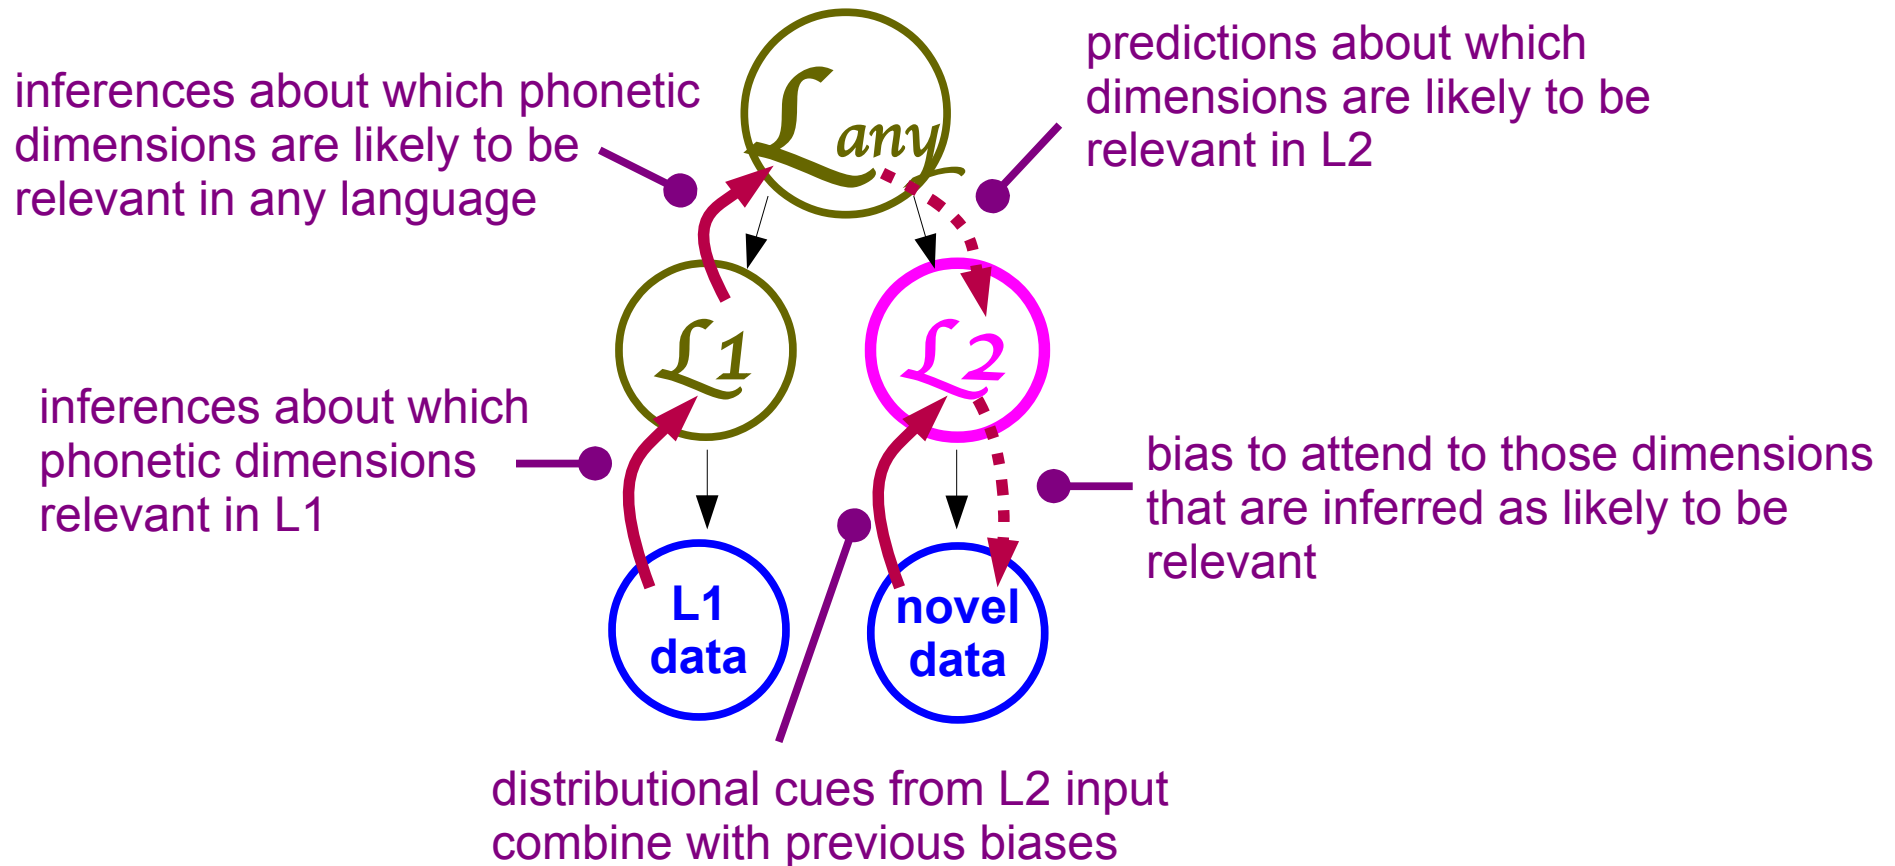 predictions about which
dimensions are likely to be
relevant in L2
inferences about which phonetic
dimensions are likely to be
relevant in any language
ℒany
ℒ1
ℒ2
inferences about which
phonetic dimensions
relevant in L1
bias to attend to those dimensions
that are inferred as likely to be
relevant
L1
data
novel
data
distributional cues from L2 input
combine with previous biases